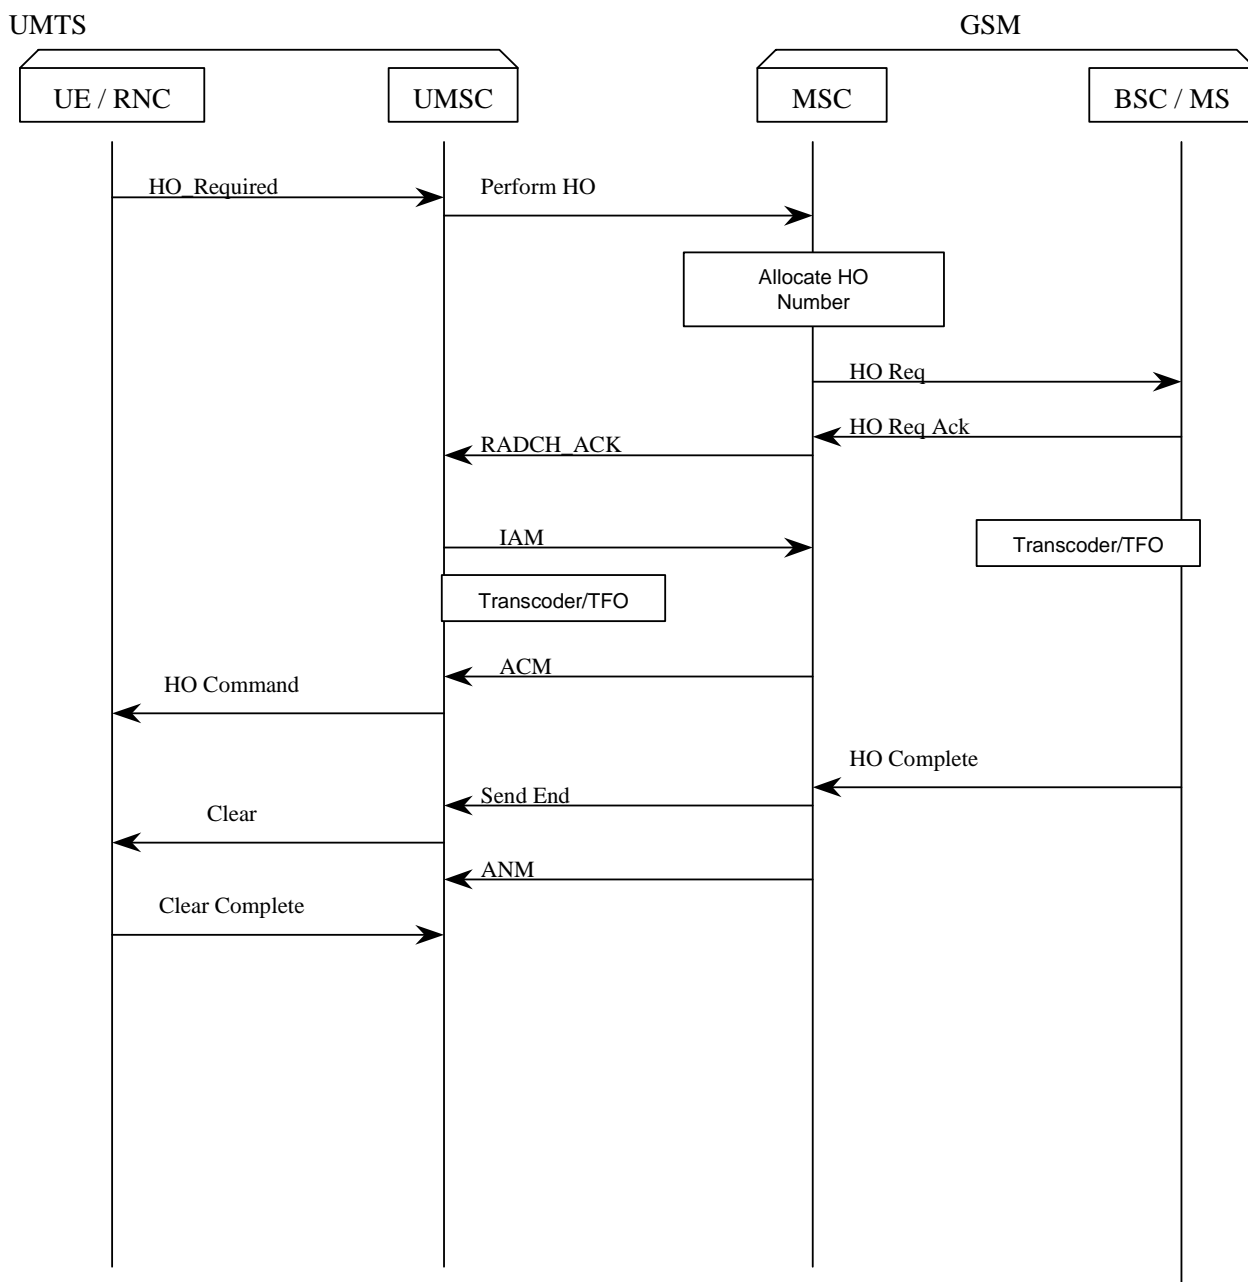 UMTS
GSM
UE / RNC
UMSC
MSC
BSC / MS
HO_Required
Perform HO
Allocate HO
Number
HO Req
HO Req Ack
RADCH_ACK
IAM
Transcoder/TFO
Transcoder/TFO
ACM
HO Command
HO Complete
Send End
Clear
ANM
Clear Complete